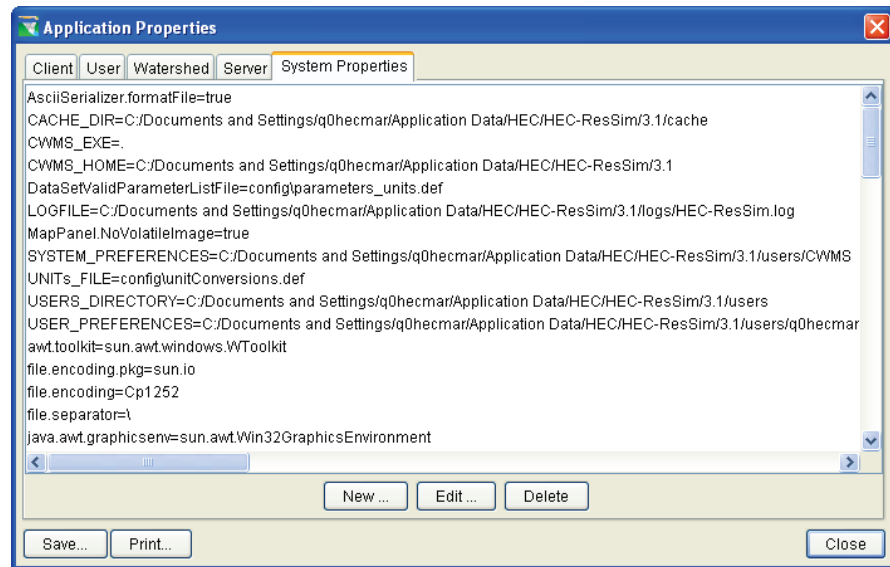 Application Properties
Client User Watershed Server System Properties
AsciiSerializer.formatFile=true
CACHE_DIR=C:/Documents and Settings/q0hecmar/Application Data/HEC/HEC-ResSim/3.1/cache
CWMS_EXE=.
CWMS_HOME=C:/Documents and Settings/q0hecmar/Application Data/HEC/HEC-ResSim/3.1
DataSetValidParameterListFile=config\parameters_units.def
LOGFILE=C:/Documents and Settings/q0hecmar/Application Data/HEC/HEC-ResSim/3.1/logs/HEC-ResSim.log
MapPanel.NoVolatileImage=true
SYSTEM_PREFERENCES=C:/Documents and Settings/q0hecmar/Application Data/HEC/HEC-ResSim/3.1/users/CWMS
UNITs_FILE=config\unitConversions.def
USERS_DIRECTORY=C:/Documents and Settings/q0hecmar/Application Data/HEC/HEC-ResSim/3.1/users
USER_PREFERENCES=C:/Documents and Settings/q0hecmar/Application Data/HEC/HEC-ResSim/3.1/users/q0hecmar
awt.toolkit=sun.awt.windows.WToolkit
file.encoding.pkg=sun.io
file.encoding=Cp1252
file.separator=\
java.awt.graphicsenv=sun.awt.Win32GraphicsEnvironment
New ... Edit ... Delete
Save... Print... Close